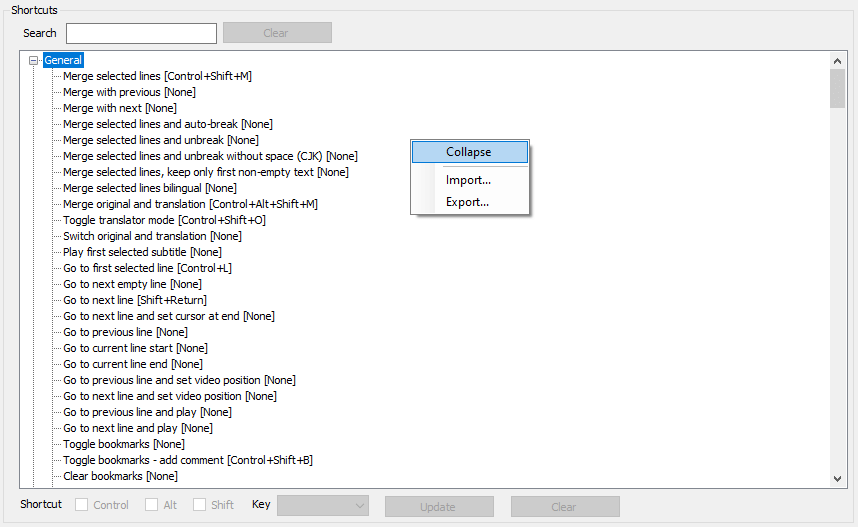 Shortcuts
Search
Clear
General
Merge selected lines [Control+Shift+M]
Merge with previous [None]
Merge with next [None]
Merge selected lines and auto-break [None]
Merge selected lines and unbreak [None]
Merge selected lines and unbreak without space (CJK) [None]
Merge selected lines, keep only first non-empty text [None]
Merge selected lines bilingual [None]
Merge original and translation [Control+Alt+Shift+M]
Toggle translator mode [Control+Shift+O]
Switch original and translation [None]
Play first selected subtitle [None]
Go to first selected line [Control+L]
Go to next empty line [None]
Go to next line [Shift+Return]
Go to next line and set cursor at end [None]
Go to previous line [None]
Go to current line start [None]
Go to current line end [None]
Go to previous line and set video position [None]
Go to next line and set video position [None]
Go to previous line and play [None]
Go to next line and play [None]
Toggle bookmarks [None]
Toggle bookmarks - add comment [Control+Shift+B]
Clear bookmarks [None]
Collapse
Import...
Export...
Shortcut
Control
Alt
Shift
Key
Update
Clear